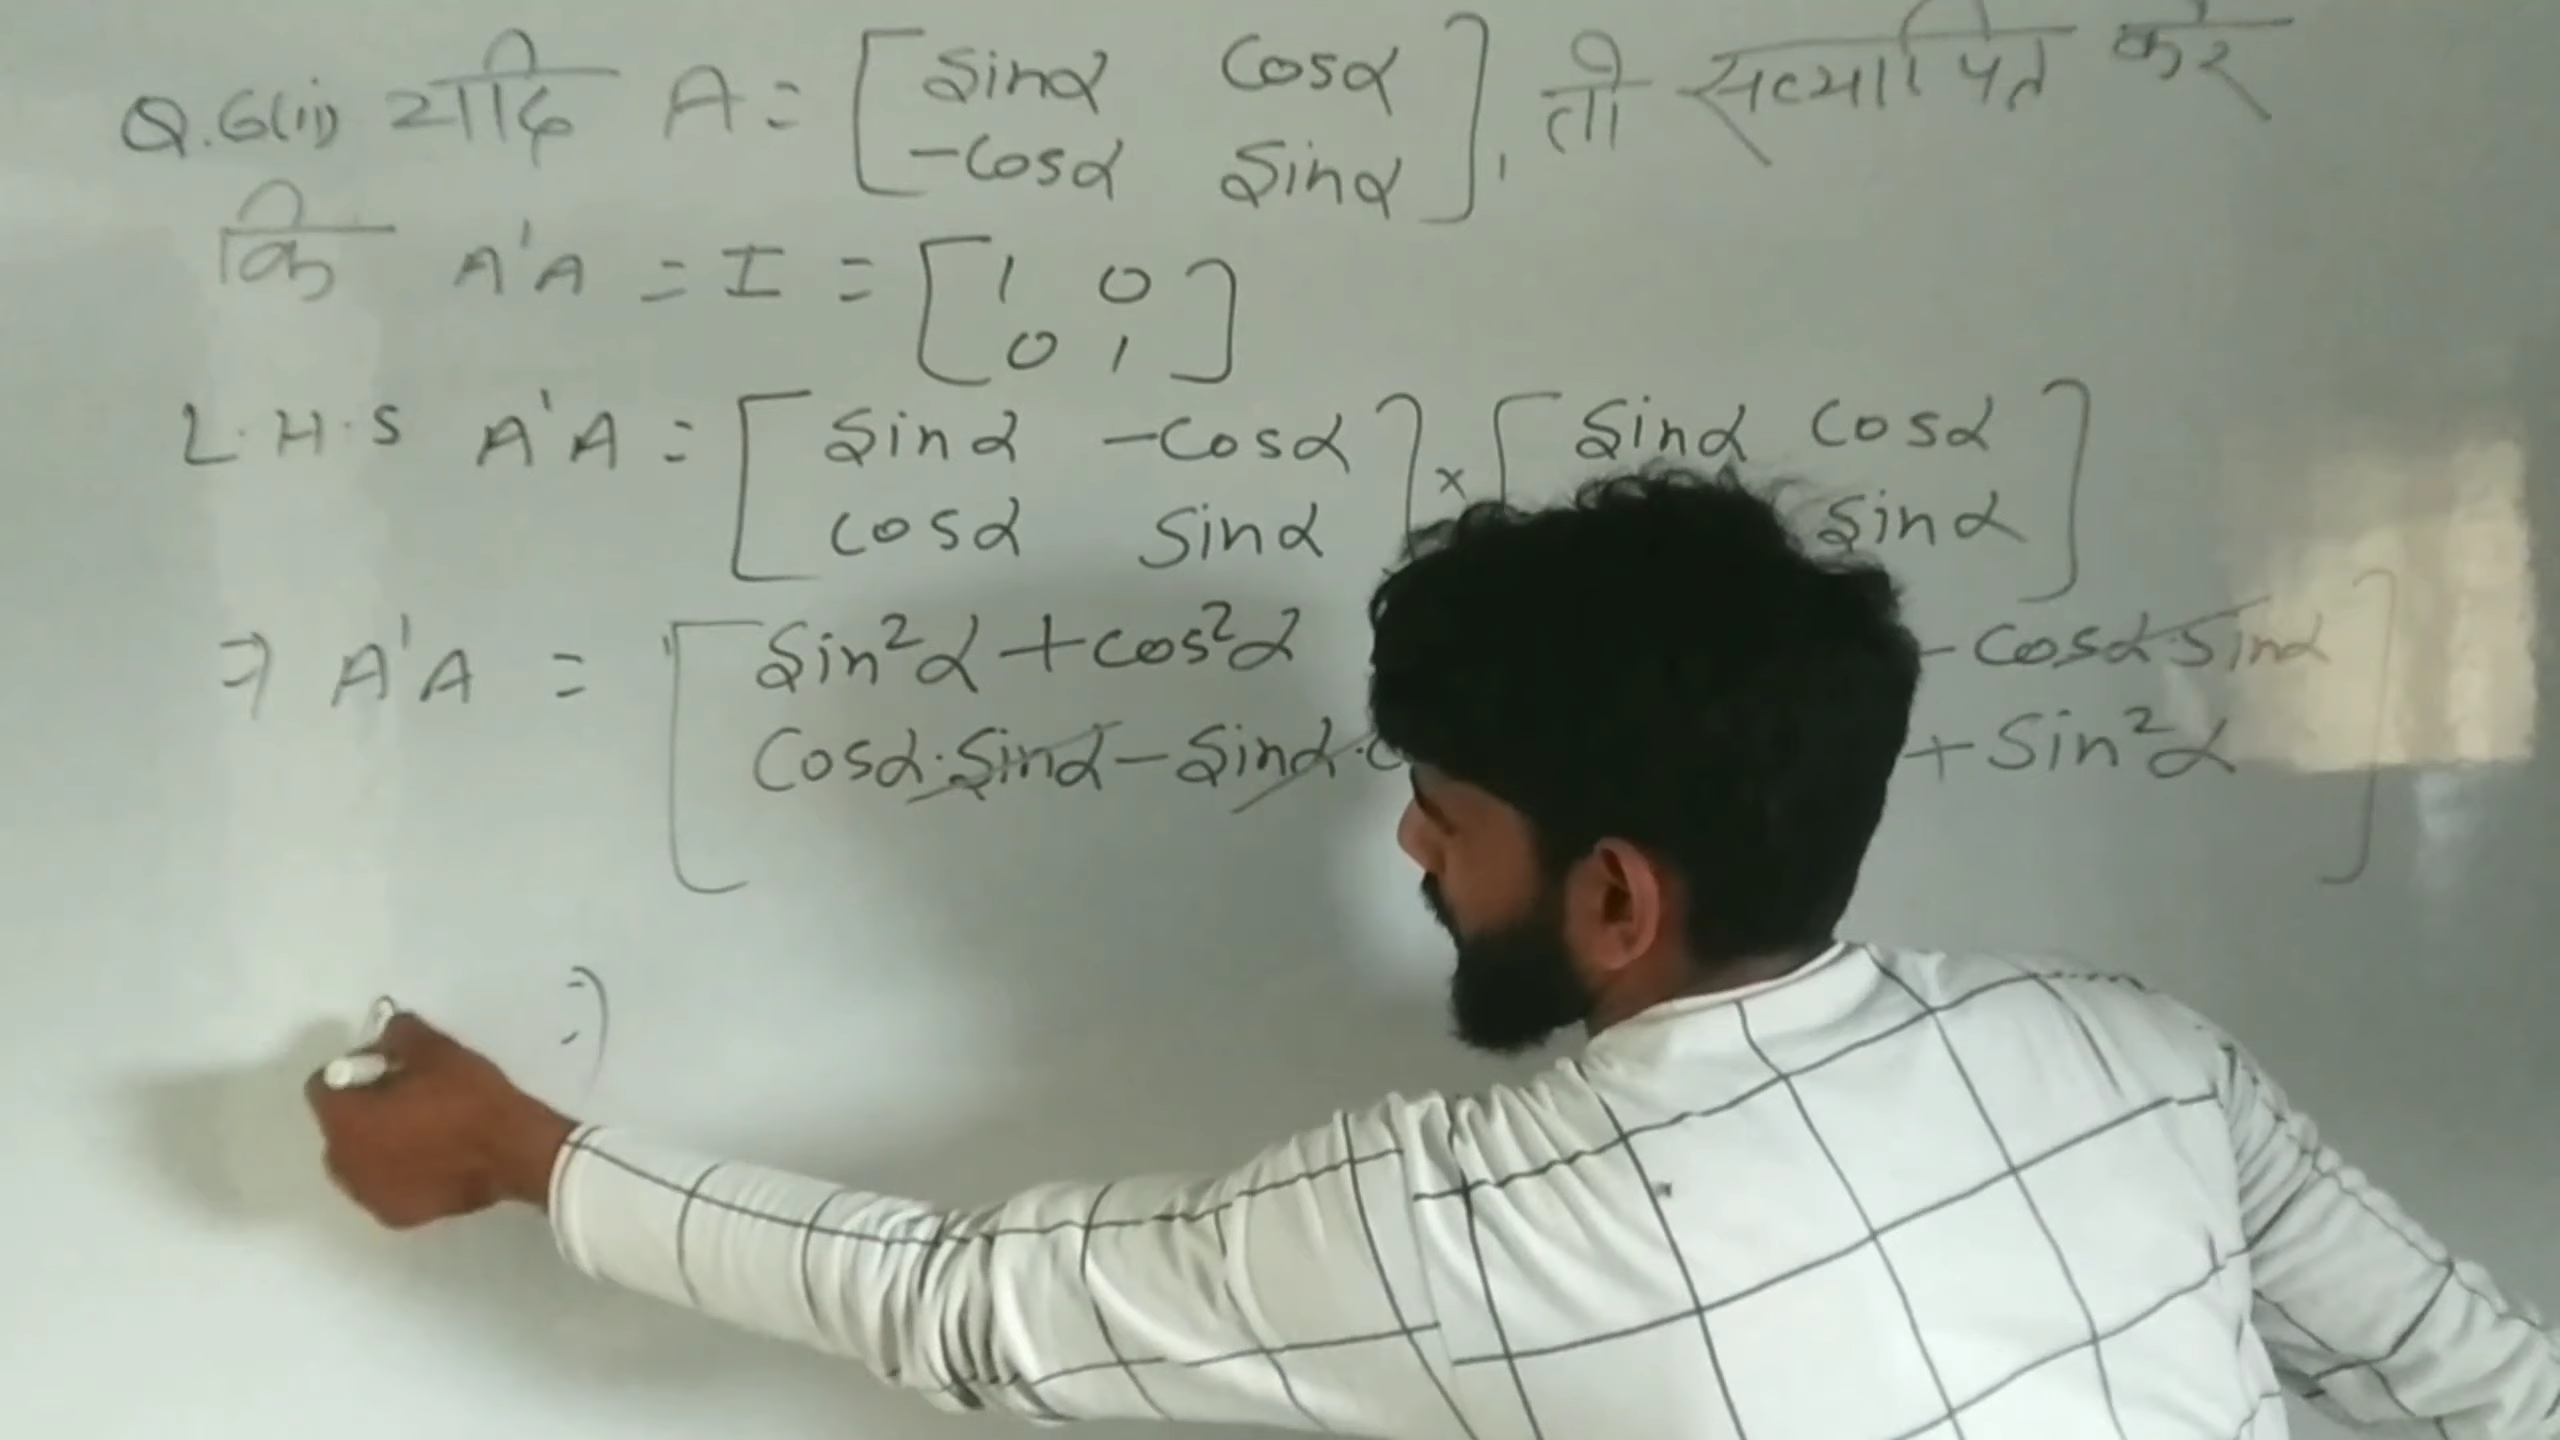 Q.6(ii) यदि A = [ sinα cosα
-cosα sinα ], तो सत्यापित करे
कि A'A = I = [ 1 0
0 1 ]
L.H.S A'A = [ sinα -cosα ] × [ sinα cosα ]
cosα sinα sinα
⇒ A'A = [ sin²α + cos²α - cosα·sinα ]
cosα·sinα - sinα· + sin²α
⇒